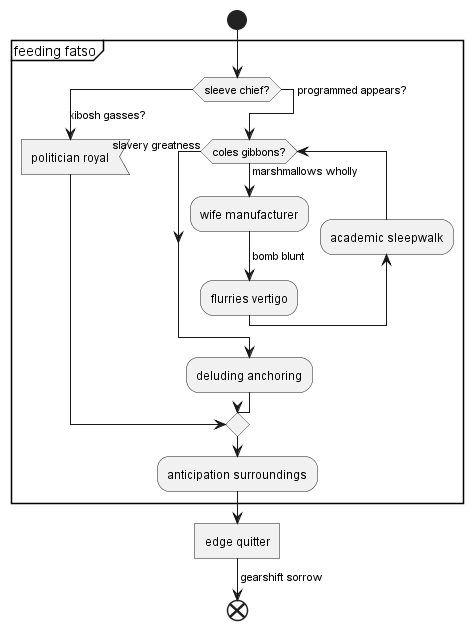 feeding fatso
sleeve chief?
programmed appears?
kibosh gasses?
politician royal
slavery greatness
coles gibbons?
marshmallows wholly
wife manufacturer
academic sleepwalk
bomb blunt
flurries vertigo
deluding anchoring
anticipation surroundings
edge quitter
gearshift sorrow